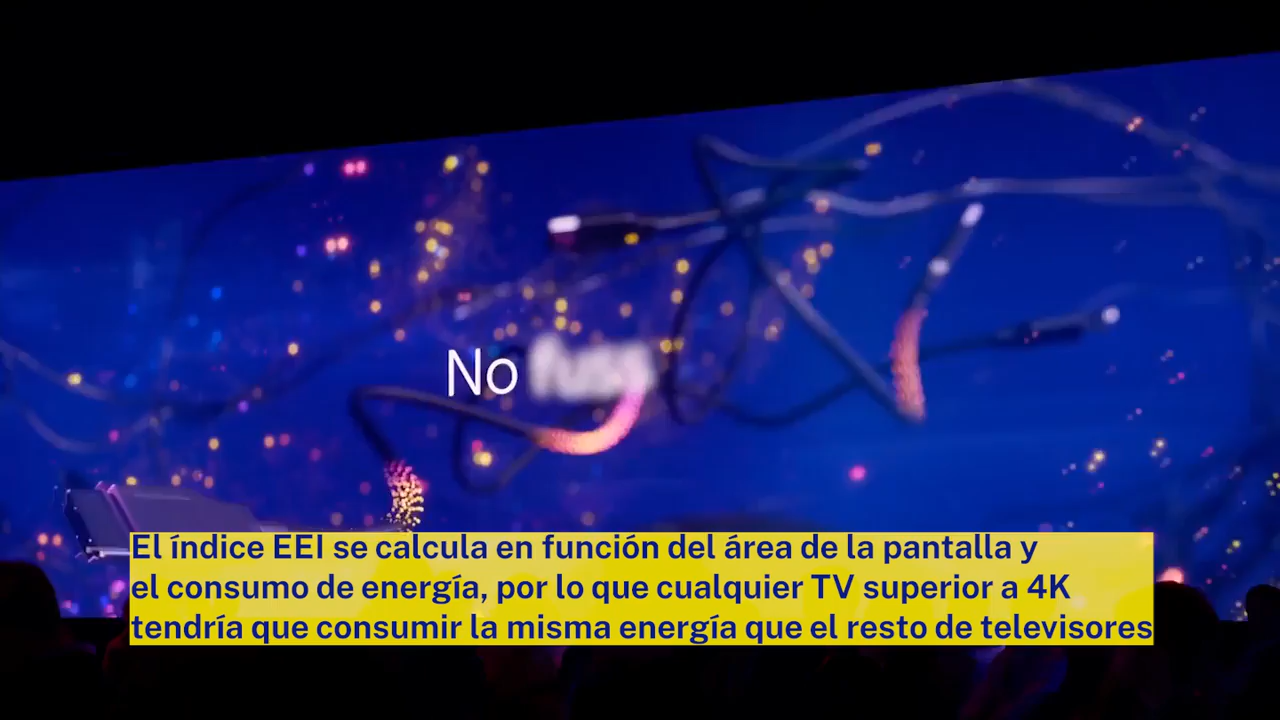 No
El índice EEI se calcula en función del área de la pantalla y
el consumo de energía, por lo que cualquier TV superior a 4K
tendría que consumir la misma energía que el resto de televisores